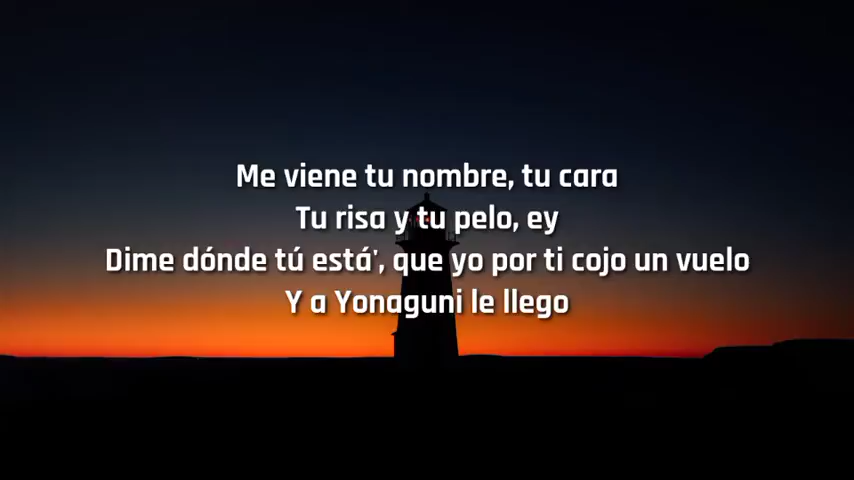 Me viene tu nombre, tu cara
Tu risa y tu pelo, ey
Dime dónde tú está', que yo por ti cojo un vuelo
Y a Yonaguni le llego